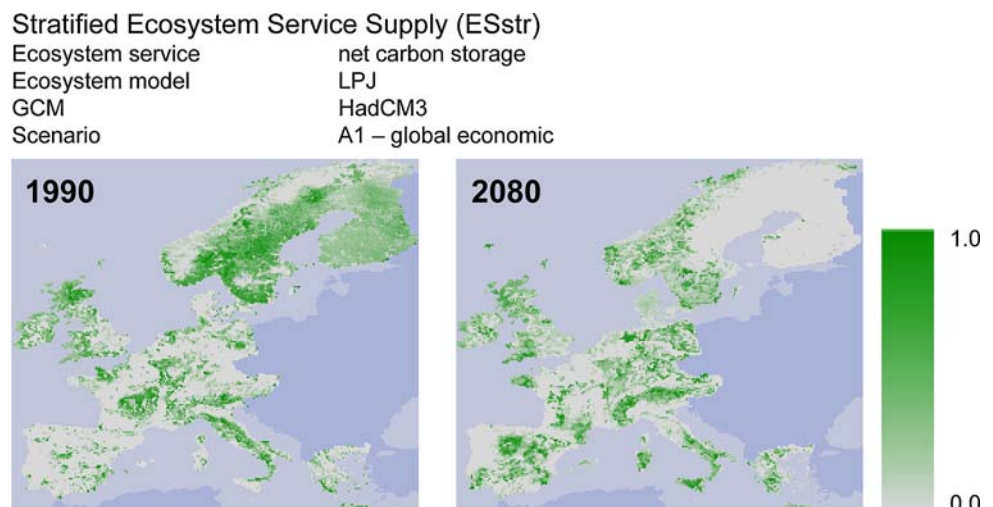 Stratified Ecosystem Service Supply (ESstr)
Ecosystem service net carbon storage
Ecosystem model LPJ
GCM HadCM3
Scenario A1 – global economic
1990 2080
1.0
0.0